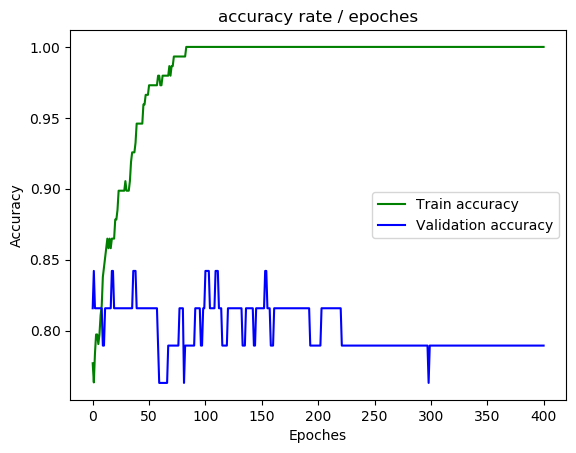 accuracy rate / epoches
1.00
0.95
0.90
0.85
0.80
Accuracy
Train accuracy
Validation accuracy
0 50 100 150 200 250 300 350 400
Epoches